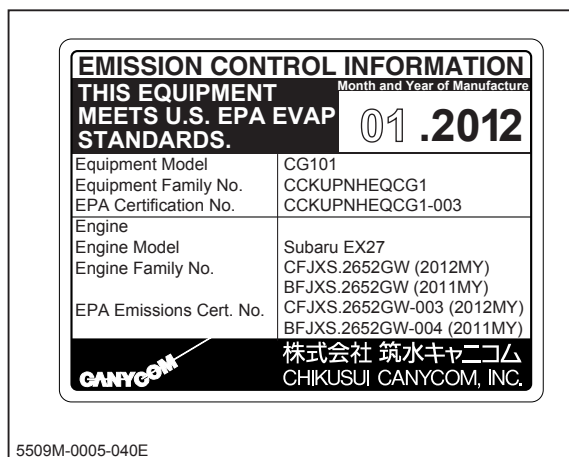 EMISSION CONTROL INFORMATION
THIS EQUIPMENT
MEETS U.S. EPA EVAP
STANDARDS.
Month and Year of Manufacture
01 .2012
Equipment Model CG101
Equipment Family No. CCKUPNHEQCG1
EPA Certification No. CCKUPNHEQCG1-003
Engine
Engine Model Subaru EX27
Engine Family No. CFJXS.2652GW (2012MY)
BFJXS.2652GW (2011MY)
EPA Emissions Cert. No. CFJXS.2652GW-003 (2012MY)
BFJXS.2652GW-004 (2011MY)
CANYCOM
株式会社 筑水キャニコム
CHIKUSUI CANYCOM, INC.
5509M-0005-040E